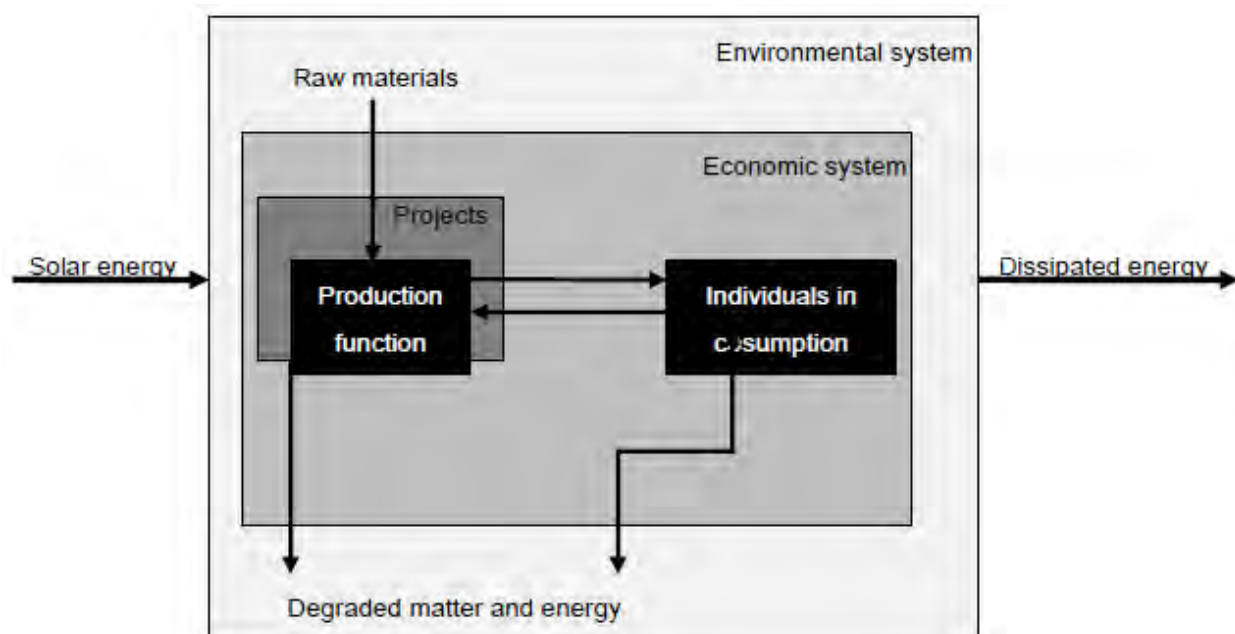 Environmental system
Raw materials
Economic system
Projects
Solar energy
Dissipated energy
Production
function
Individuals in
cosumption
Degraded matter and energy